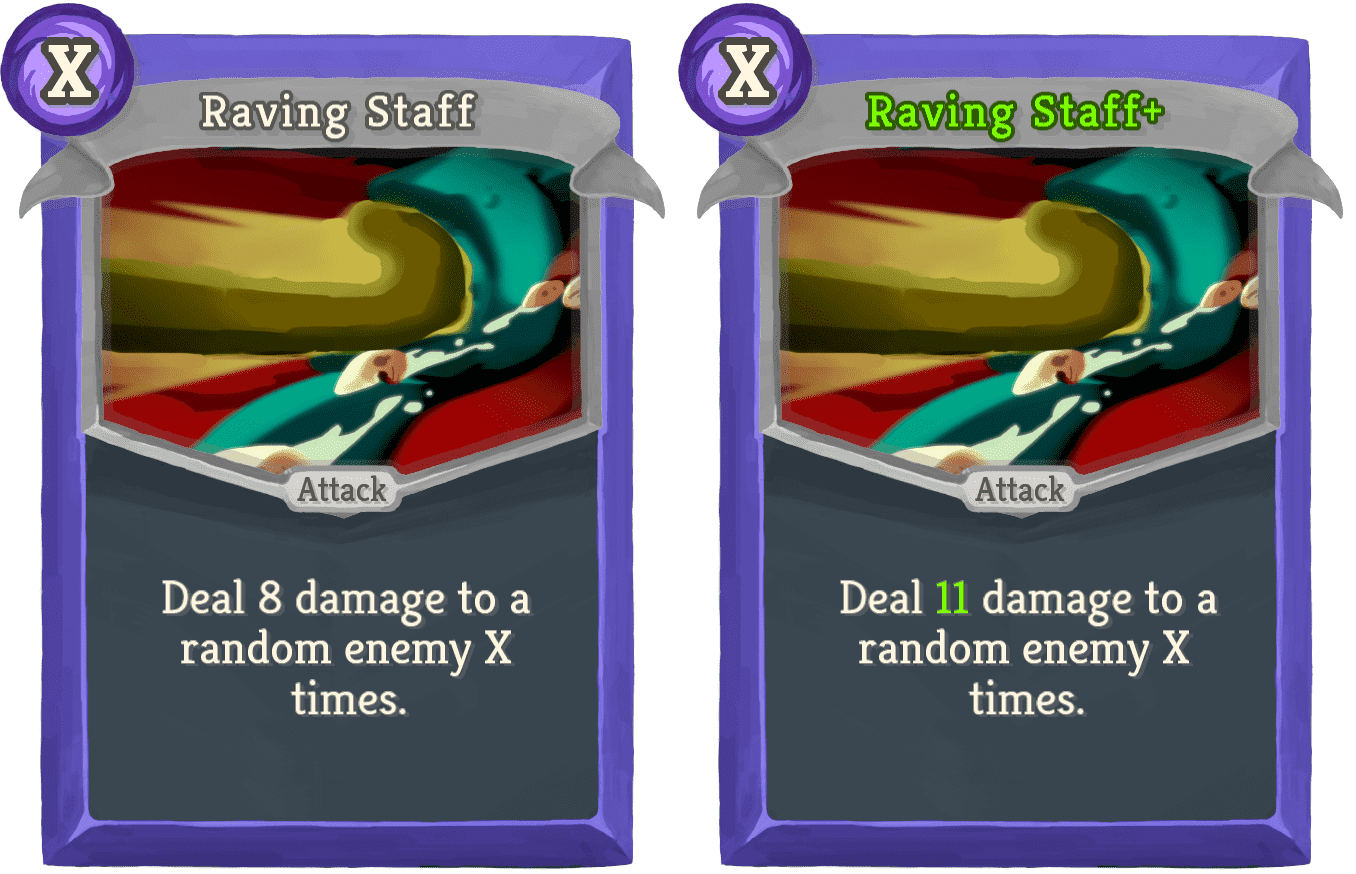 X
Raving Staff
Attack
Deal 8 damage to a
random enemy X
times.
X
Raving Staff+
Attack
Deal 11 damage to a
random enemy X
times.